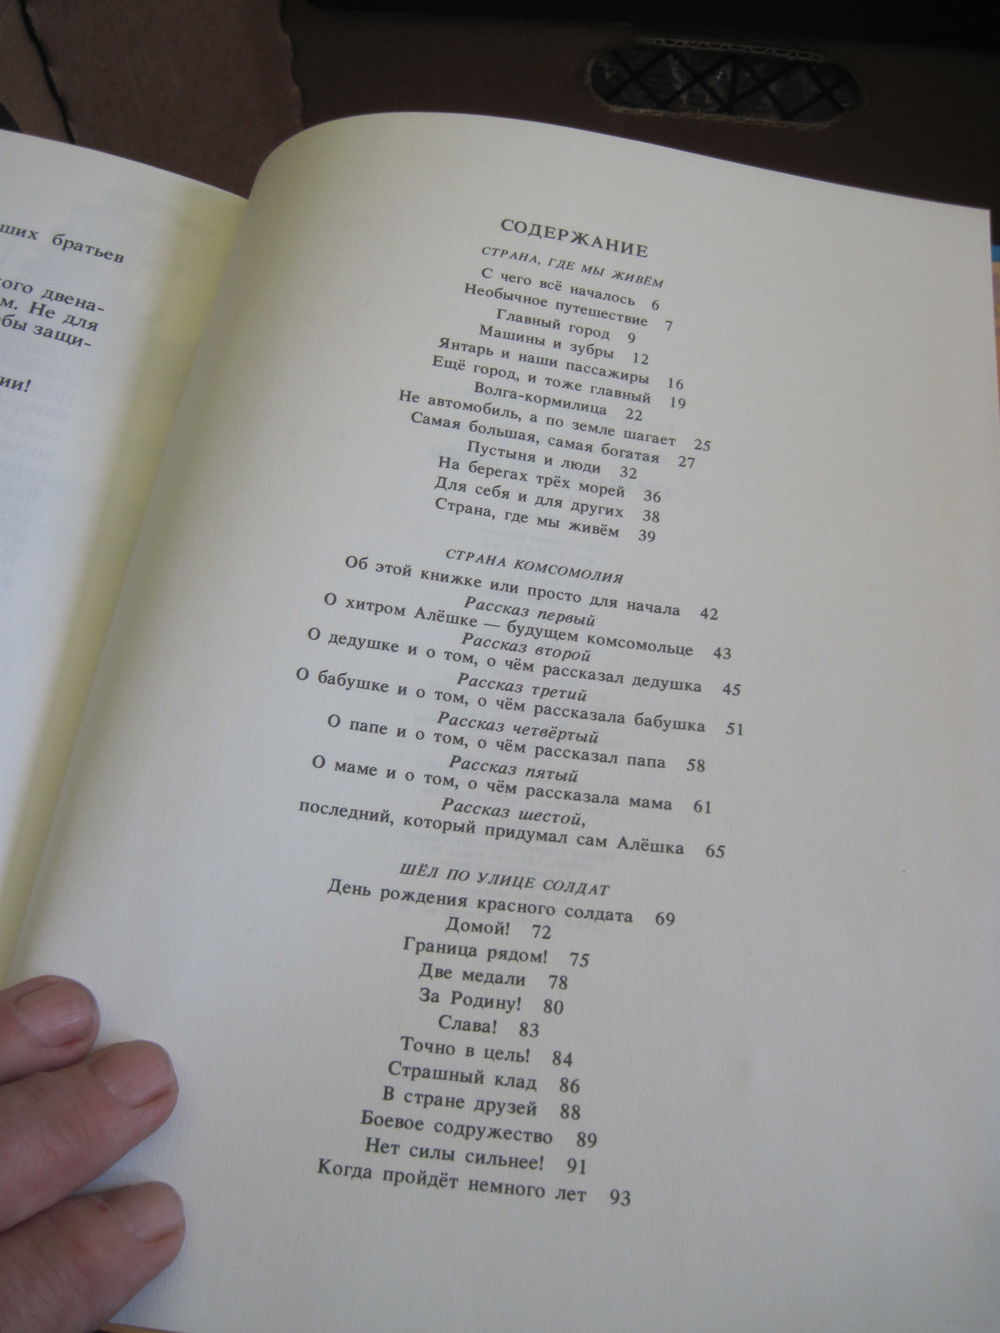 ших братьев
ого двена-
м. Не для
бы защи-
ии!
СОДЕРЖАНИЕ
СТРАНА, ГДЕ МЫ ЖИВЁМ
С чего всё началось 6
Необычное путешествие 7
Главный город 9
Машины и зубры 12
Янтарь и наши пассажиры 16
Ещё город, и тоже главный 19
Волга-кормилица 22
Не автомобиль, а по земле шагает 25
Самая большая, самая богатая 27
Пустыня и люди 32
На берегах трёх морей 36
Для себя и для других 38
Страна, где мы живём 39
СТРАНА КОМСОМОЛИЯ
Об этой книжке или просто для начала 42
Рассказ первый
О хитром Алёшке — будущем комсомольце 43
Рассказ второй
О дедушке и о том, о чём рассказал дедушка 45
Рассказ третий
О бабушке и о том, о чём рассказала бабушка 51
Рассказ четвёртый
О папе и о том, о чём рассказал папа 58
Рассказ пятый
О маме и о том, о чём рассказала мама 61
Рассказ шестой,
последний, который придумал сам Алёшка 65
ШЁЛ ПО УЛИЦЕ СОЛДАТ
День рождения красного солдата 69
Домой! 72
Граница рядом! 75
Две медали 78
За Родину! 80
Слава! 83
Точно в цель! 84
Страшный клад 86
В стране друзей 88
Боевое содружество 89
Нет силы сильнее! 91
Когда пройдёт немного лет 93